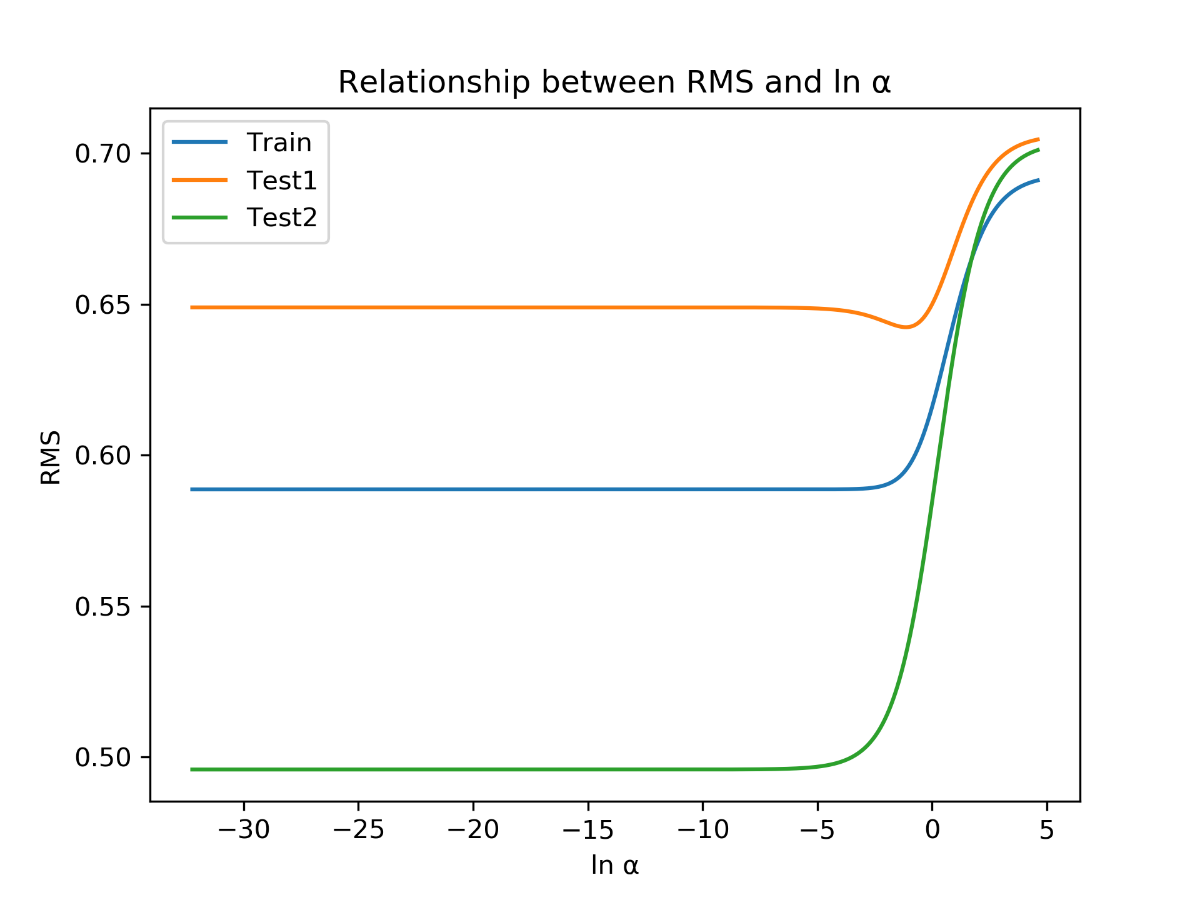 Relationship between RMS and ln α
Train
Test1
Test2
0.70
0.65
0.60
0.55
0.50
RMS
−30
−25
−20
−15
−10
−5
0
5
ln α